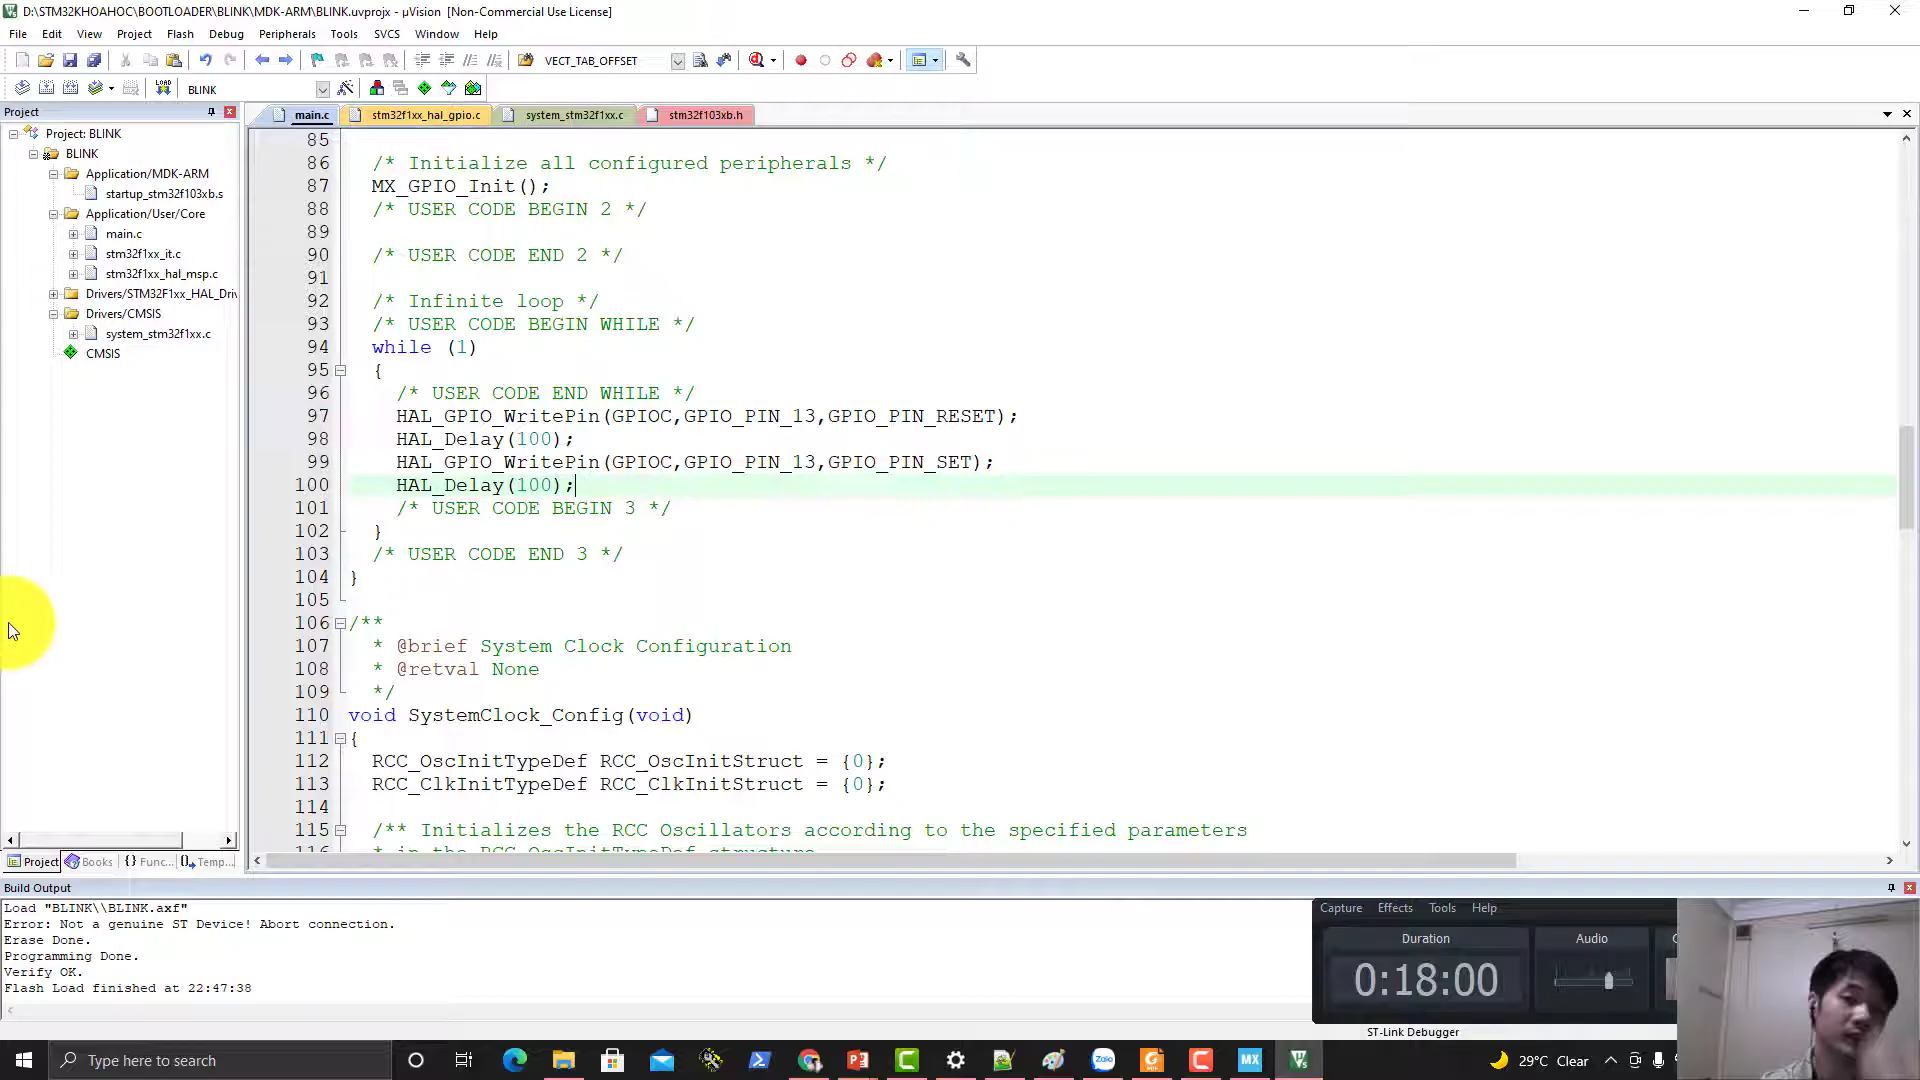 D:\STM32KHOAHOC\BOOTLOADER\BLINK\MDK-ARM\BLINK.uvprojx - µVision [Non-Commercial Use License]
File Edit View Project Flash Debug Peripherals Tools SVCS Window Help
VECT_TAB_OFFSET
LOAD BLINK
Project
main.c stm32f1xx_hal_gpio.c system_stm32f1xx.c stm32f103xb.h
Project: BLINK
BLINK
Application/MDK-ARM
startup_stm32f103xb.s
Application/User/Core
main.c
stm32f1xx_it.c
stm32f1xx_hal_msp.c
Drivers/STM32F1xx_HAL_Driv
Drivers/CMSIS
system_stm32f1xx.c
CMSIS
Project Books {} Func... Temp...
85
86 /* Initialize all configured peripherals */
87 MX_GPIO_Init();
88 /* USER CODE BEGIN 2 */
89
90 /* USER CODE END 2 */
91
92 /* Infinite loop */
93 /* USER CODE BEGIN WHILE */
94 while (1)
95 {
96 /* USER CODE END WHILE */
97 HAL_GPIO_WritePin(GPIOC,GPIO_PIN_13,GPIO_PIN_RESET);
98 HAL_Delay(100);
99 HAL_GPIO_WritePin(GPIOC,GPIO_PIN_13,GPIO_PIN_SET);
100 HAL_Delay(100);
101 /* USER CODE BEGIN 3 */
102 }
103 /* USER CODE END 3 */
104 }
105
106 /**
107 * @brief System Clock Configuration
108 * @retval None
109 */
110 void SystemClock_Config(void)
111 {
112 RCC_OscInitTypeDef RCC_OscInitStruct = {0};
113 RCC_ClkInitTypeDef RCC_ClkInitStruct = {0};
114
115 /** Initializes the RCC Oscillators according to the specified parameters
116 * in the RCC_OscInitTypeDef structure.
Build Output
Load "BLINK\\BLINK.axf"
Error: Not a genuine ST Device! Abort connection.
Erase Done.
Programming Done.
Verify OK.
Flash Load finished at 22:47:38
Capture Effects Tools Help
Duration Audio
0:18:00
ST-Link Debugger
Type here to search
Zalo
MX
29°C Clear